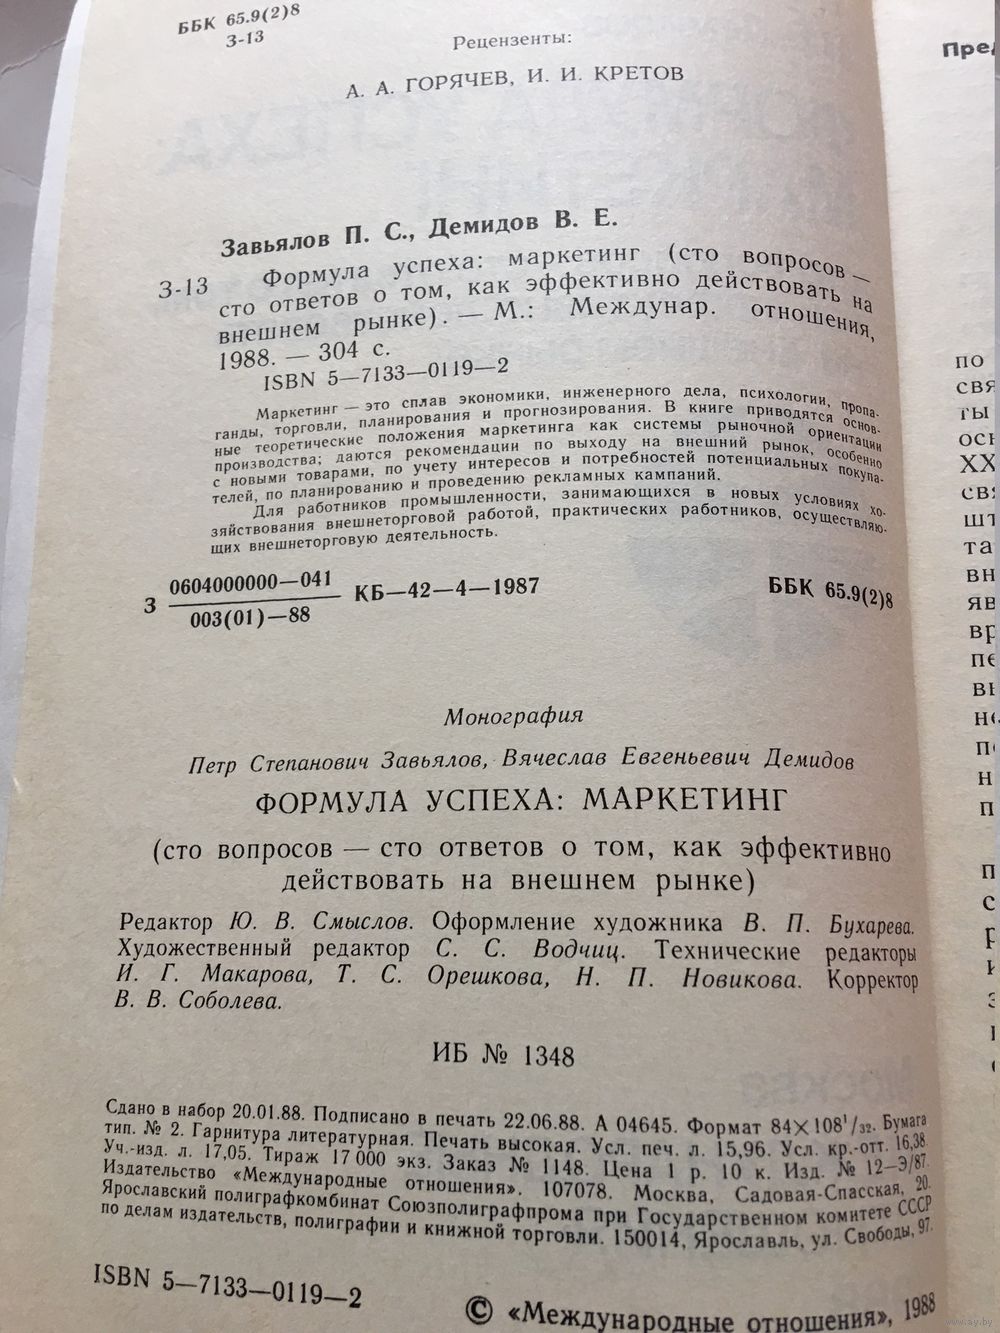 ББК 65.9(2)8
З-13
Рецензенты:
А. А. ГОРЯЧЕВ, И. И. КРЕТОВ
Завьялов П. С., Демидов В. Е.
З-13 Формула успеха: маркетинг (сто вопросов —
сто ответов о том, как эффективно действовать на
внешнем рынке). — М.: Междунар. отношения,
1988. — 304 с.
ISBN 5—7133—0119—2
Маркетинг — это сплав экономики, инженерного дела, психологии, пропа-
ганды, торговли, планирования и прогнозирования. В книге приводятся основ-
ные теоретические положения маркетинга как системы рыночной ориентации
производства; даются рекомендации по выходу на внешний рынок, особенно
с новыми товарами, по учету интересов и потребностей потенциальных покупа-
телей, по планированию и проведению рекламных кампаний.
Для работников промышленности, занимающихся в новых условиях хо-
зяйствования внешнеторговой работой, практических работников, осуществляю-
щих внешнеторговую деятельность.
З 0604000000—041
003(01)—88
КБ—42—4—1987 ББК 65.9(2)8
Монография
Петр Степанович Завьялов, Вячеслав Евгеньевич Демидов
ФОРМУЛА УСПЕХА: МАРКЕТИНГ
(сто вопросов — сто ответов о том, как эффективно
действовать на внешнем рынке)
Редактор Ю. В. Смыслов. Оформление художника В. П. Бухарева.
Художественный редактор С. С. Водчиц. Технические редакторы
И. Г. Макарова, Т. С. Орешкова, Н. П. Новикова. Корректор
В. В. Соболева.
ИБ № 1348
Сдано в набор 20.01.88. Подписано в печать 22.06.88. А 04645. Формат 84×108¹/₃₂. Бумага
тип. № 2. Гарнитура литературная. Печать высокая. Усл. печ. л. 15,96. Усл. кр.-отт. 16,38.
Уч.-изд. л. 17,05. Тираж 17 000 экз. Заказ № 1148. Цена 1 р. 10 к. Изд. № 12—Э/87.
Издательство «Международные отношения». 107078. Москва, Садовая-Спасская, 20.
Ярославский полиграфкомбинат Союзполиграфпрома при Государственном комитете СССР
по делам издательств, полиграфии и книжной торговли. 150014, Ярославль, ул. Свободы, 97.
ISBN 5—7133—0119—2
© «Международные отношения», 1988
www.ay.by